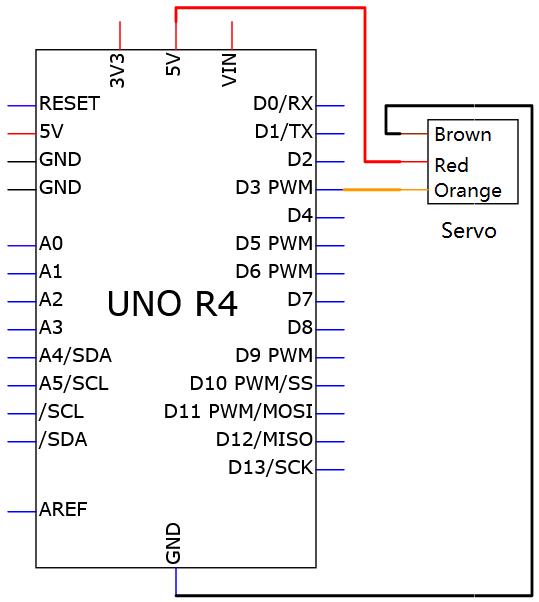 3V3
5V
VIN
RESET
5V
GND
GND
A0
A1
A2
A3
A4/SDA
A5/SCL
/SCL
/SDA
AREF
UNO R4
D0/RX
D1/TX
D2
D3 PWM
D4
D5 PWM
D6 PWM
D7
D8
D9 PWM
D10 PWM/SS
D11 PWM/MOSI
D12/MISO
D13/SCK
GND
Brown
Red
Orange
Servo